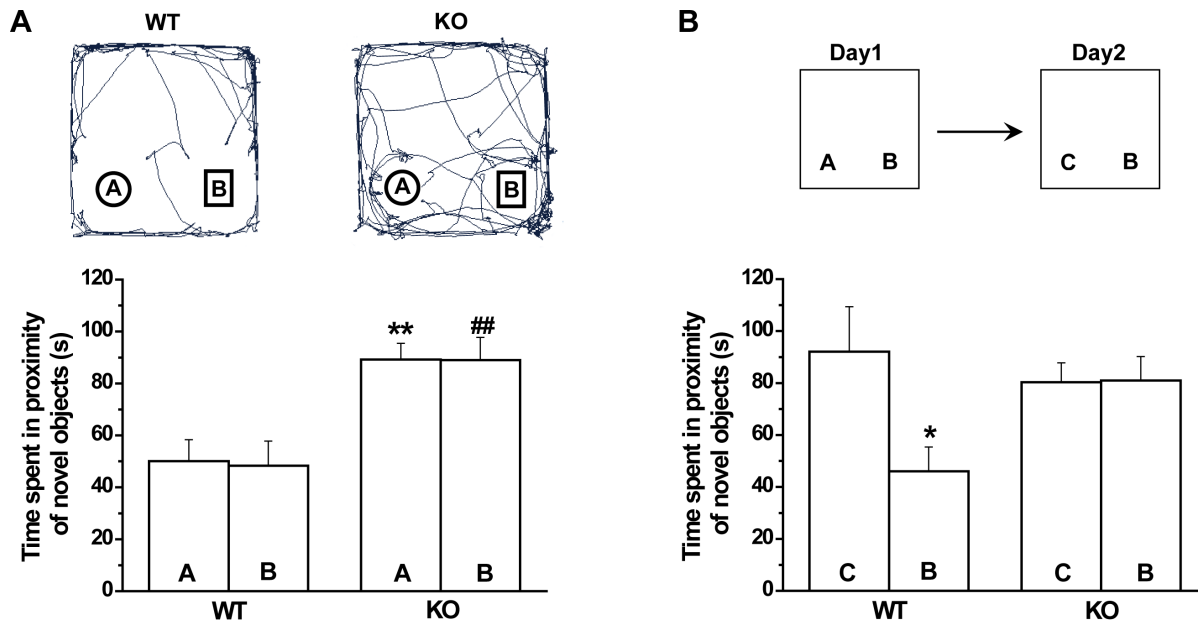 A
WT
KO
A
B
A
B
Time spent in proximity
of novel objects (s)
120
100
80
60
40
20
0
**
##
A
B
A
B
WT
KO
B
Day1
Day2
A
B
C
B
Time spent in proximity
of novel objects (s)
120
100
80
60
40
20
0
*
C
B
C
B
WT
KO